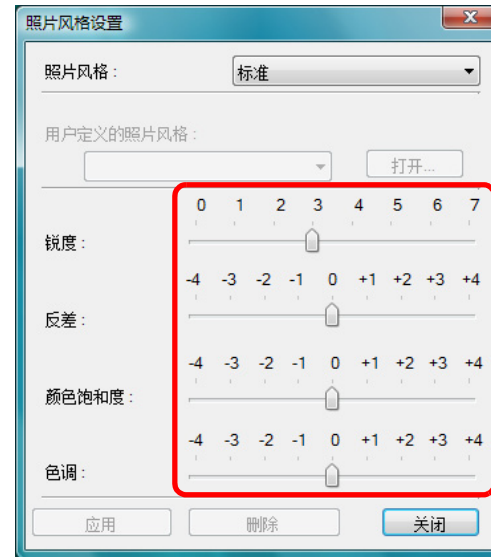 照片风格设置
照片风格： 标准
用户定义的照片风格：
打开...
0 1 2 3 4 5 6 7
锐度：
-4 -3 -2 -1 0 +1 +2 +3 +4
反差：
-4 -3 -2 -1 0 +1 +2 +3 +4
颜色饱和度：
-4 -3 -2 -1 0 +1 +2 +3 +4
色调：
应用 删除 关闭